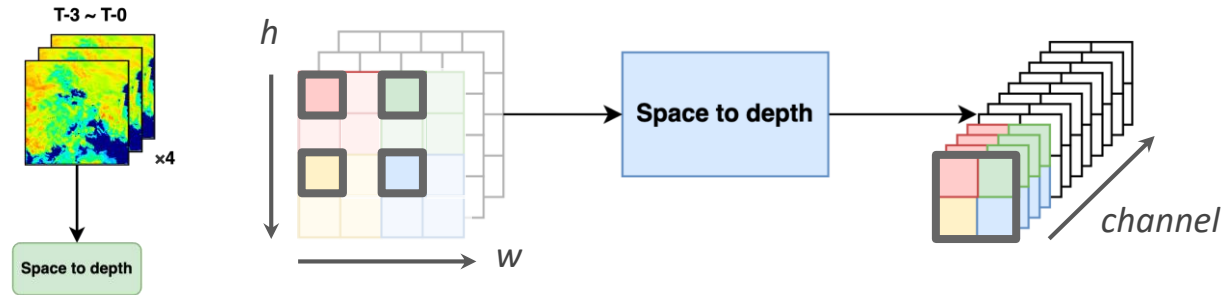 T-3 ~ T-0
×4
Space to depth
h
w
Space to depth
channel